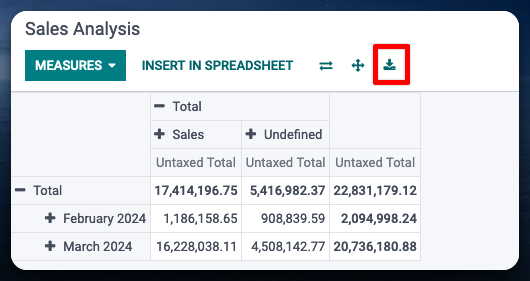 Sales Analysis
MEASURES INSERT IN SPREADSHEET
Total
Sales Undefined
Untaxed Total Untaxed Total Untaxed Total
Total 17,414,196.75 5,416,982.37 22,831,179.12
February 2024 1,186,158.65 908,839.59 2,094,998.24
March 2024 16,228,038.11 4,508,142.77 20,736,180.88